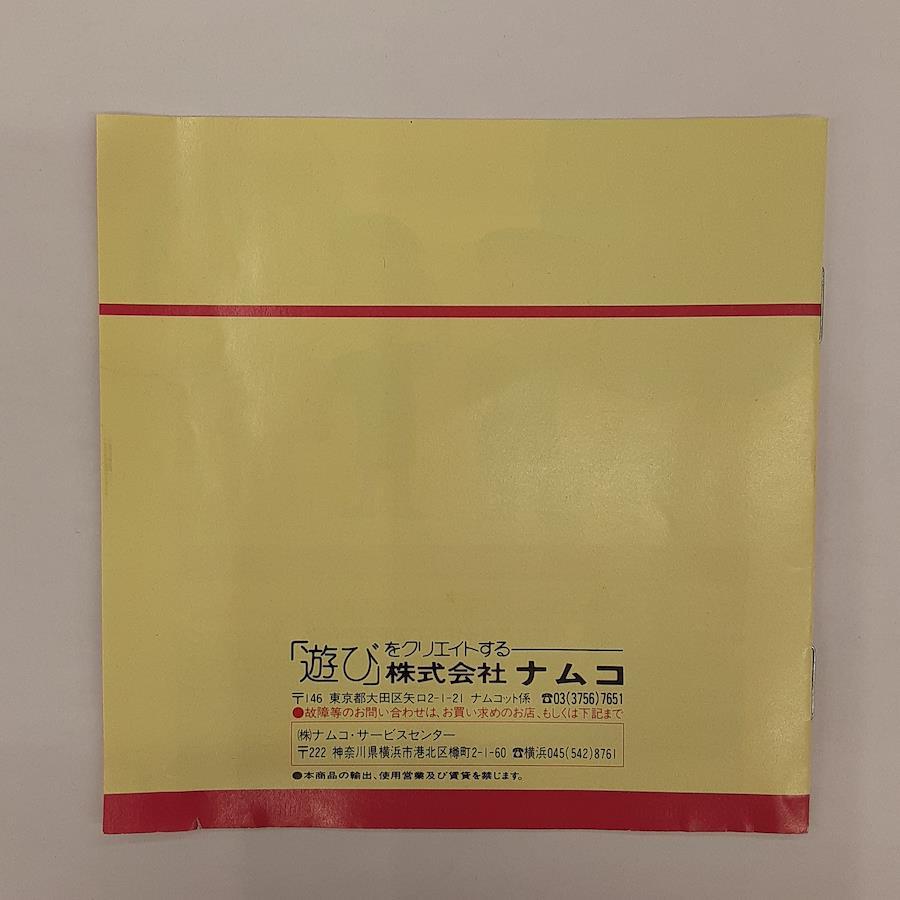 「遊び」をクリエイトする
株式会社ナムコ
〒146 東京都大田区矢口2-1-21 ナムコット係 ☎03(3756)7651
●故障等のお問い合わせは、お買い求めのお店、もしくは下記まで
㈱ナムコ・サービスセンター
〒222 神奈川県横浜市港北区樽町2-1-60 ☎横浜045(542)8761
●本商品の輸出、使用営業及び賃貸を禁じます。